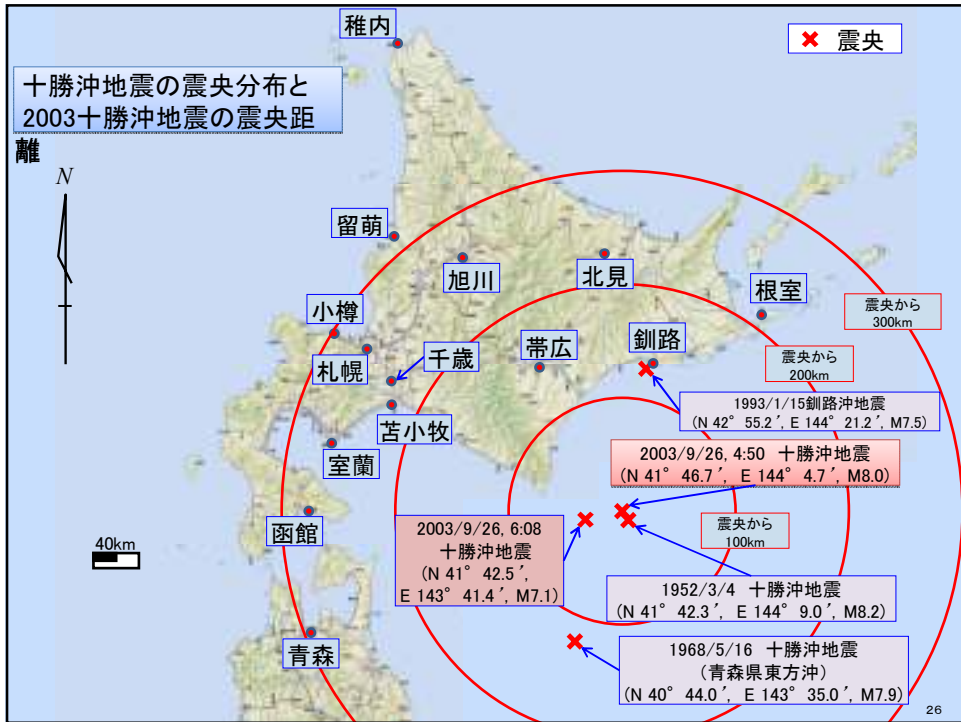 稚内
震央
十勝沖地震の震央分布と
2003十勝沖地震の震央距
離
N
留萌
旭川
北見
根室
小樽
震央から
300km
札幌
千歳
帯広
釧路
震央から
200km
苫小牧
1993/1/15釧路沖地震
(N 42° 55.2′, E 144° 21.2′, M7.5)
室蘭
2003/9/26, 4:50 十勝沖地震
(N 41° 46.7′, E 144° 4.7′, M8.0)
函館
2003/9/26, 6:08
十勝沖地震
(N 41° 42.5′,
E 143° 41.4′, M7.1)
震央から
100km
40km
1952/3/4 十勝沖地震
(N 41° 42.3′, E 144° 9.0′, M8.2)
青森
1968/5/16 十勝沖地震
(青森県東方沖)
(N 40° 44.0′, E 143° 35.0′, M7.9)
26